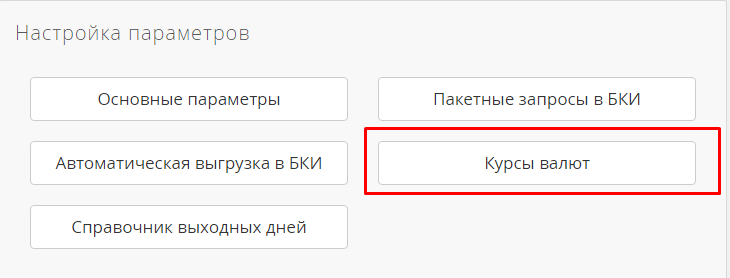 Настройка параметров
Основные параметры
Пакетные запросы в БКИ
Автоматическая выгрузка в БКИ
Курсы валют
Справочник выходных дней